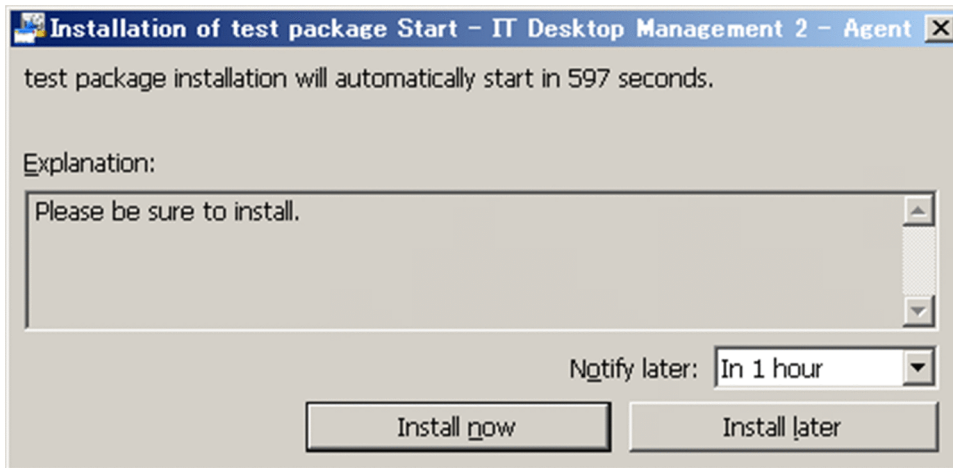 Installation of test package Start - IT Desktop Management 2 - Agent
test package installation will automatically start in 597 seconds.
Explanation:
Please be sure to install.
Notify later: In 1 hour
Install now Install later